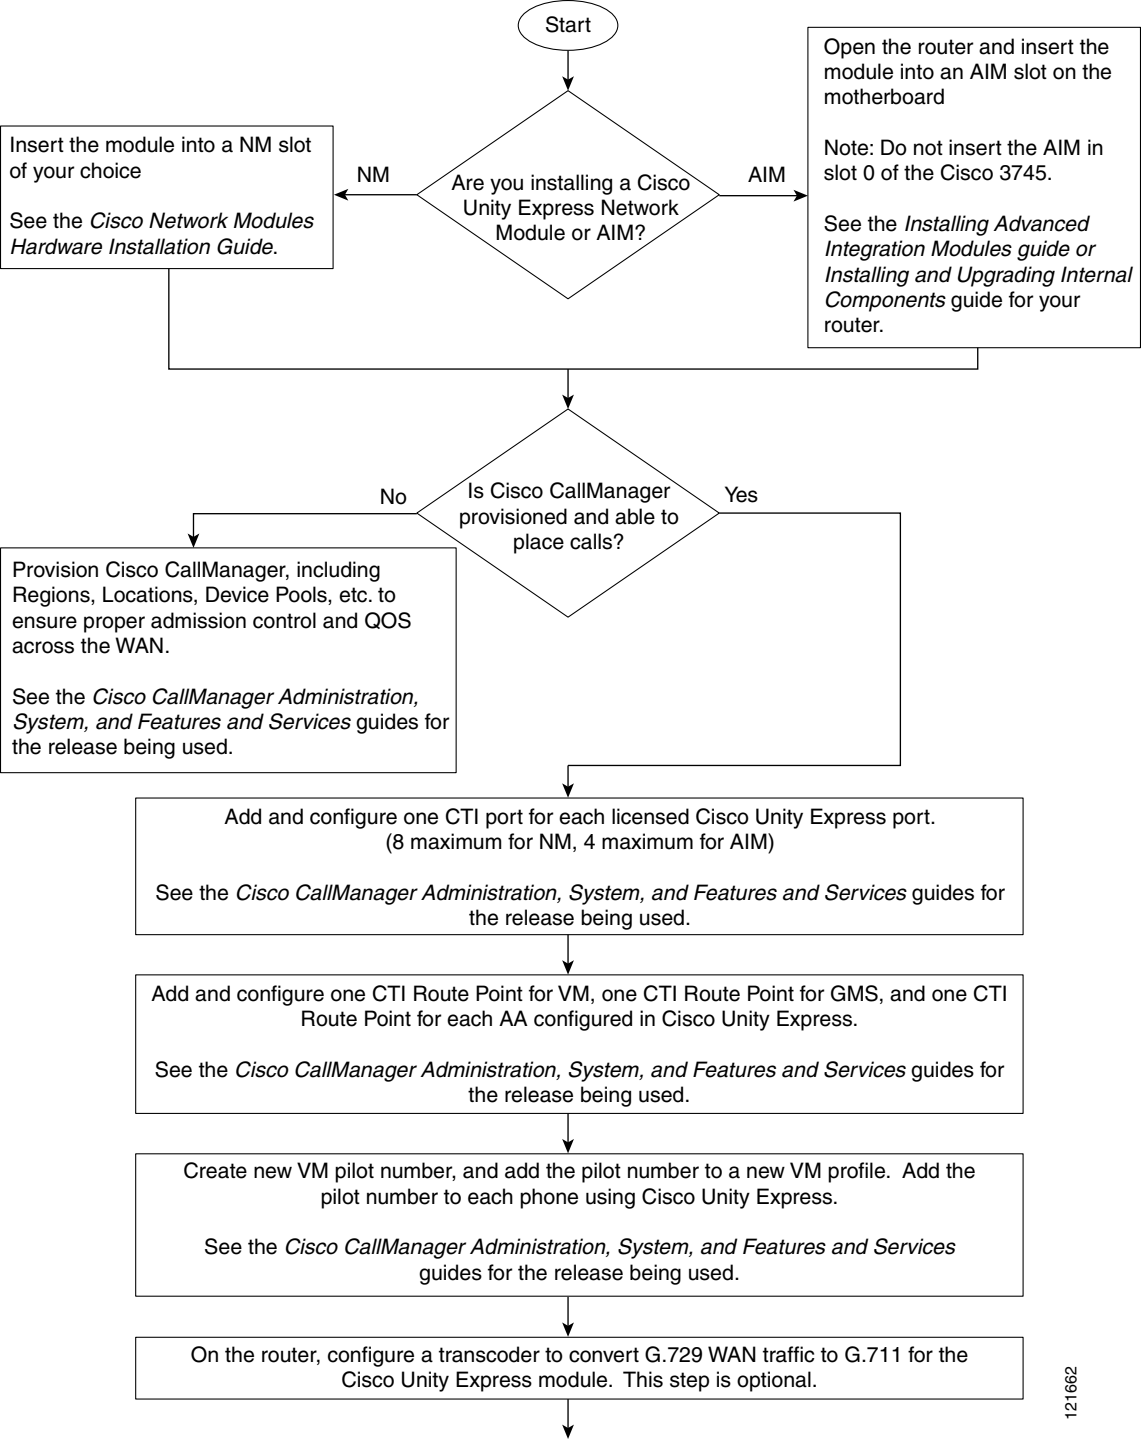 Start
Open the router and insert the
module into an AIM slot on the
motherboard
Note: Do not insert the AIM in
slot 0 of the Cisco 3745.
See the Installing Advanced
Integration Modules guide or
Installing and Upgrading Internal
Components guide for your
router.
Insert the module into a NM slot
of your choice
See the Cisco Network Modules
Hardware Installation Guide.
NM
Are you installing a Cisco
Unity Express Network
Module or AIM?
AIM
No
Is Cisco CallManager
provisioned and able to
place calls?
Yes
Provision Cisco CallManager, including
Regions, Locations, Device Pools, etc. to
ensure proper admission control and QOS
across the WAN.
See the Cisco CallManager Administration,
System, and Features and Services guides for
the release being used.
Add and configure one CTI port for each licensed Cisco Unity Express port.
(8 maximum for NM, 4 maximum for AIM)
See the Cisco CallManager Administration, System, and Features and Services guides for
the release being used.
Add and configure one CTI Route Point for VM, one CTI Route Point for GMS, and one CTI
Route Point for each AA configured in Cisco Unity Express.
See the Cisco CallManager Administration, System, and Features and Services guides for
the release being used.
Create new VM pilot number, and add the pilot number to a new VM profile. Add the
pilot number to each phone using Cisco Unity Express.
See the Cisco CallManager Administration, System, and Features and Services
guides for the release being used.
On the router, configure a transcoder to convert G.729 WAN traffic to G.711 for the
Cisco Unity Express module. This step is optional.
121662